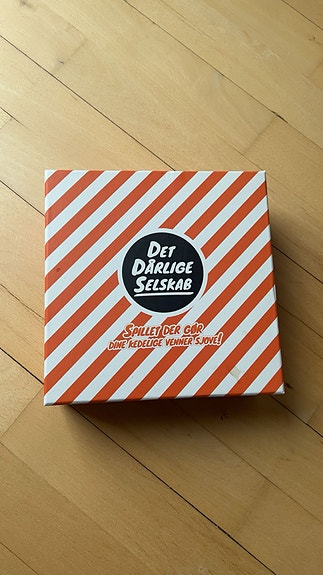 Det
Dårlige
Selskab
Spillet der gør
dine kedelige venner sjove!